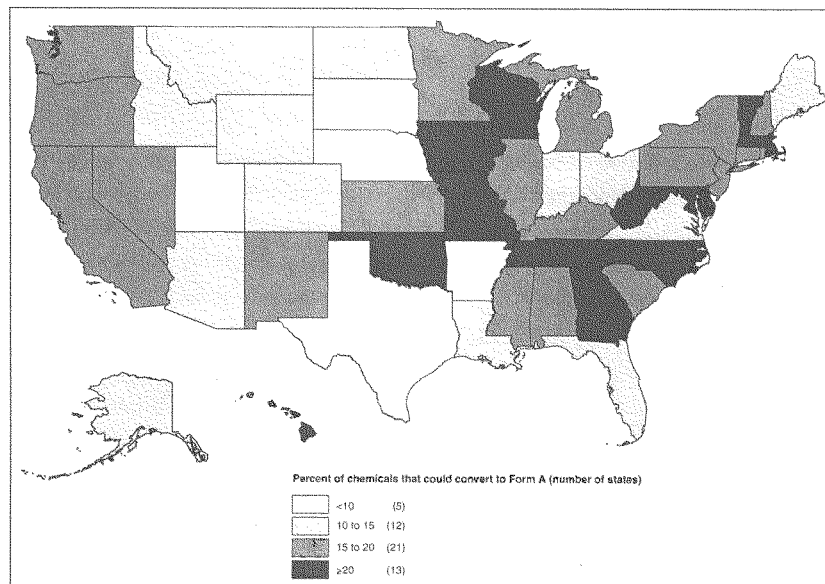 Percent of chemicals that could convert to Form A (number of states)
<10 (5)
10 to 15 (12)
15 to 20 (21)
≥20 (13)